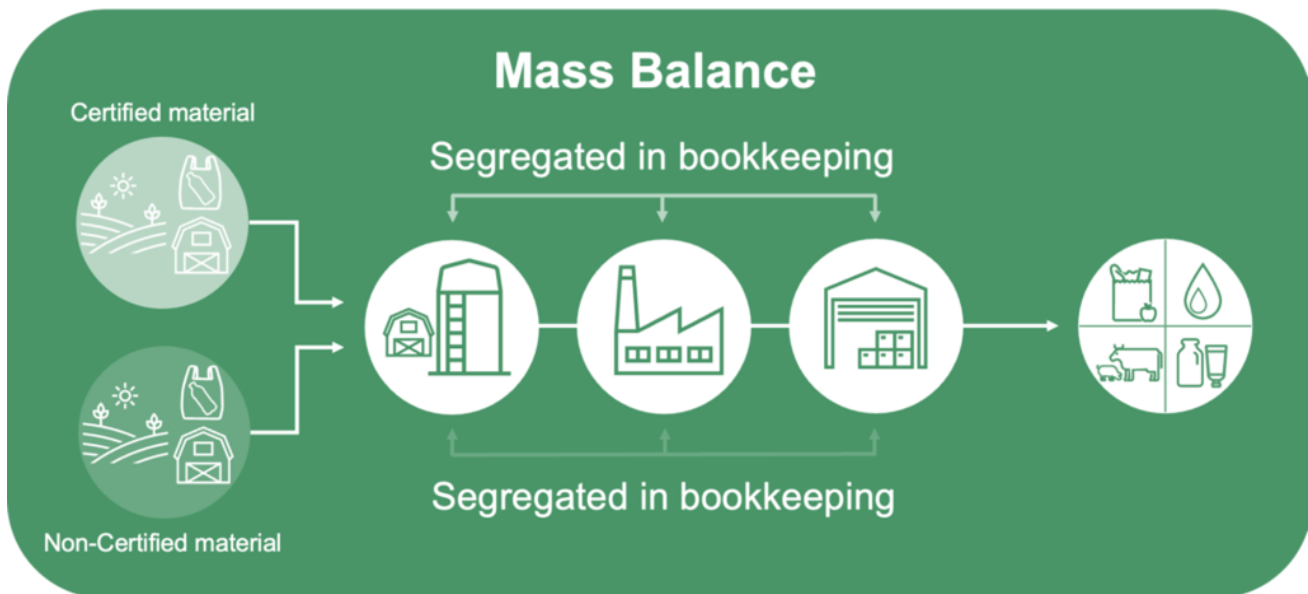 Mass Balance
Certified material
Segregated in bookkeeping
Segregated in bookkeeping
Non-Certified material